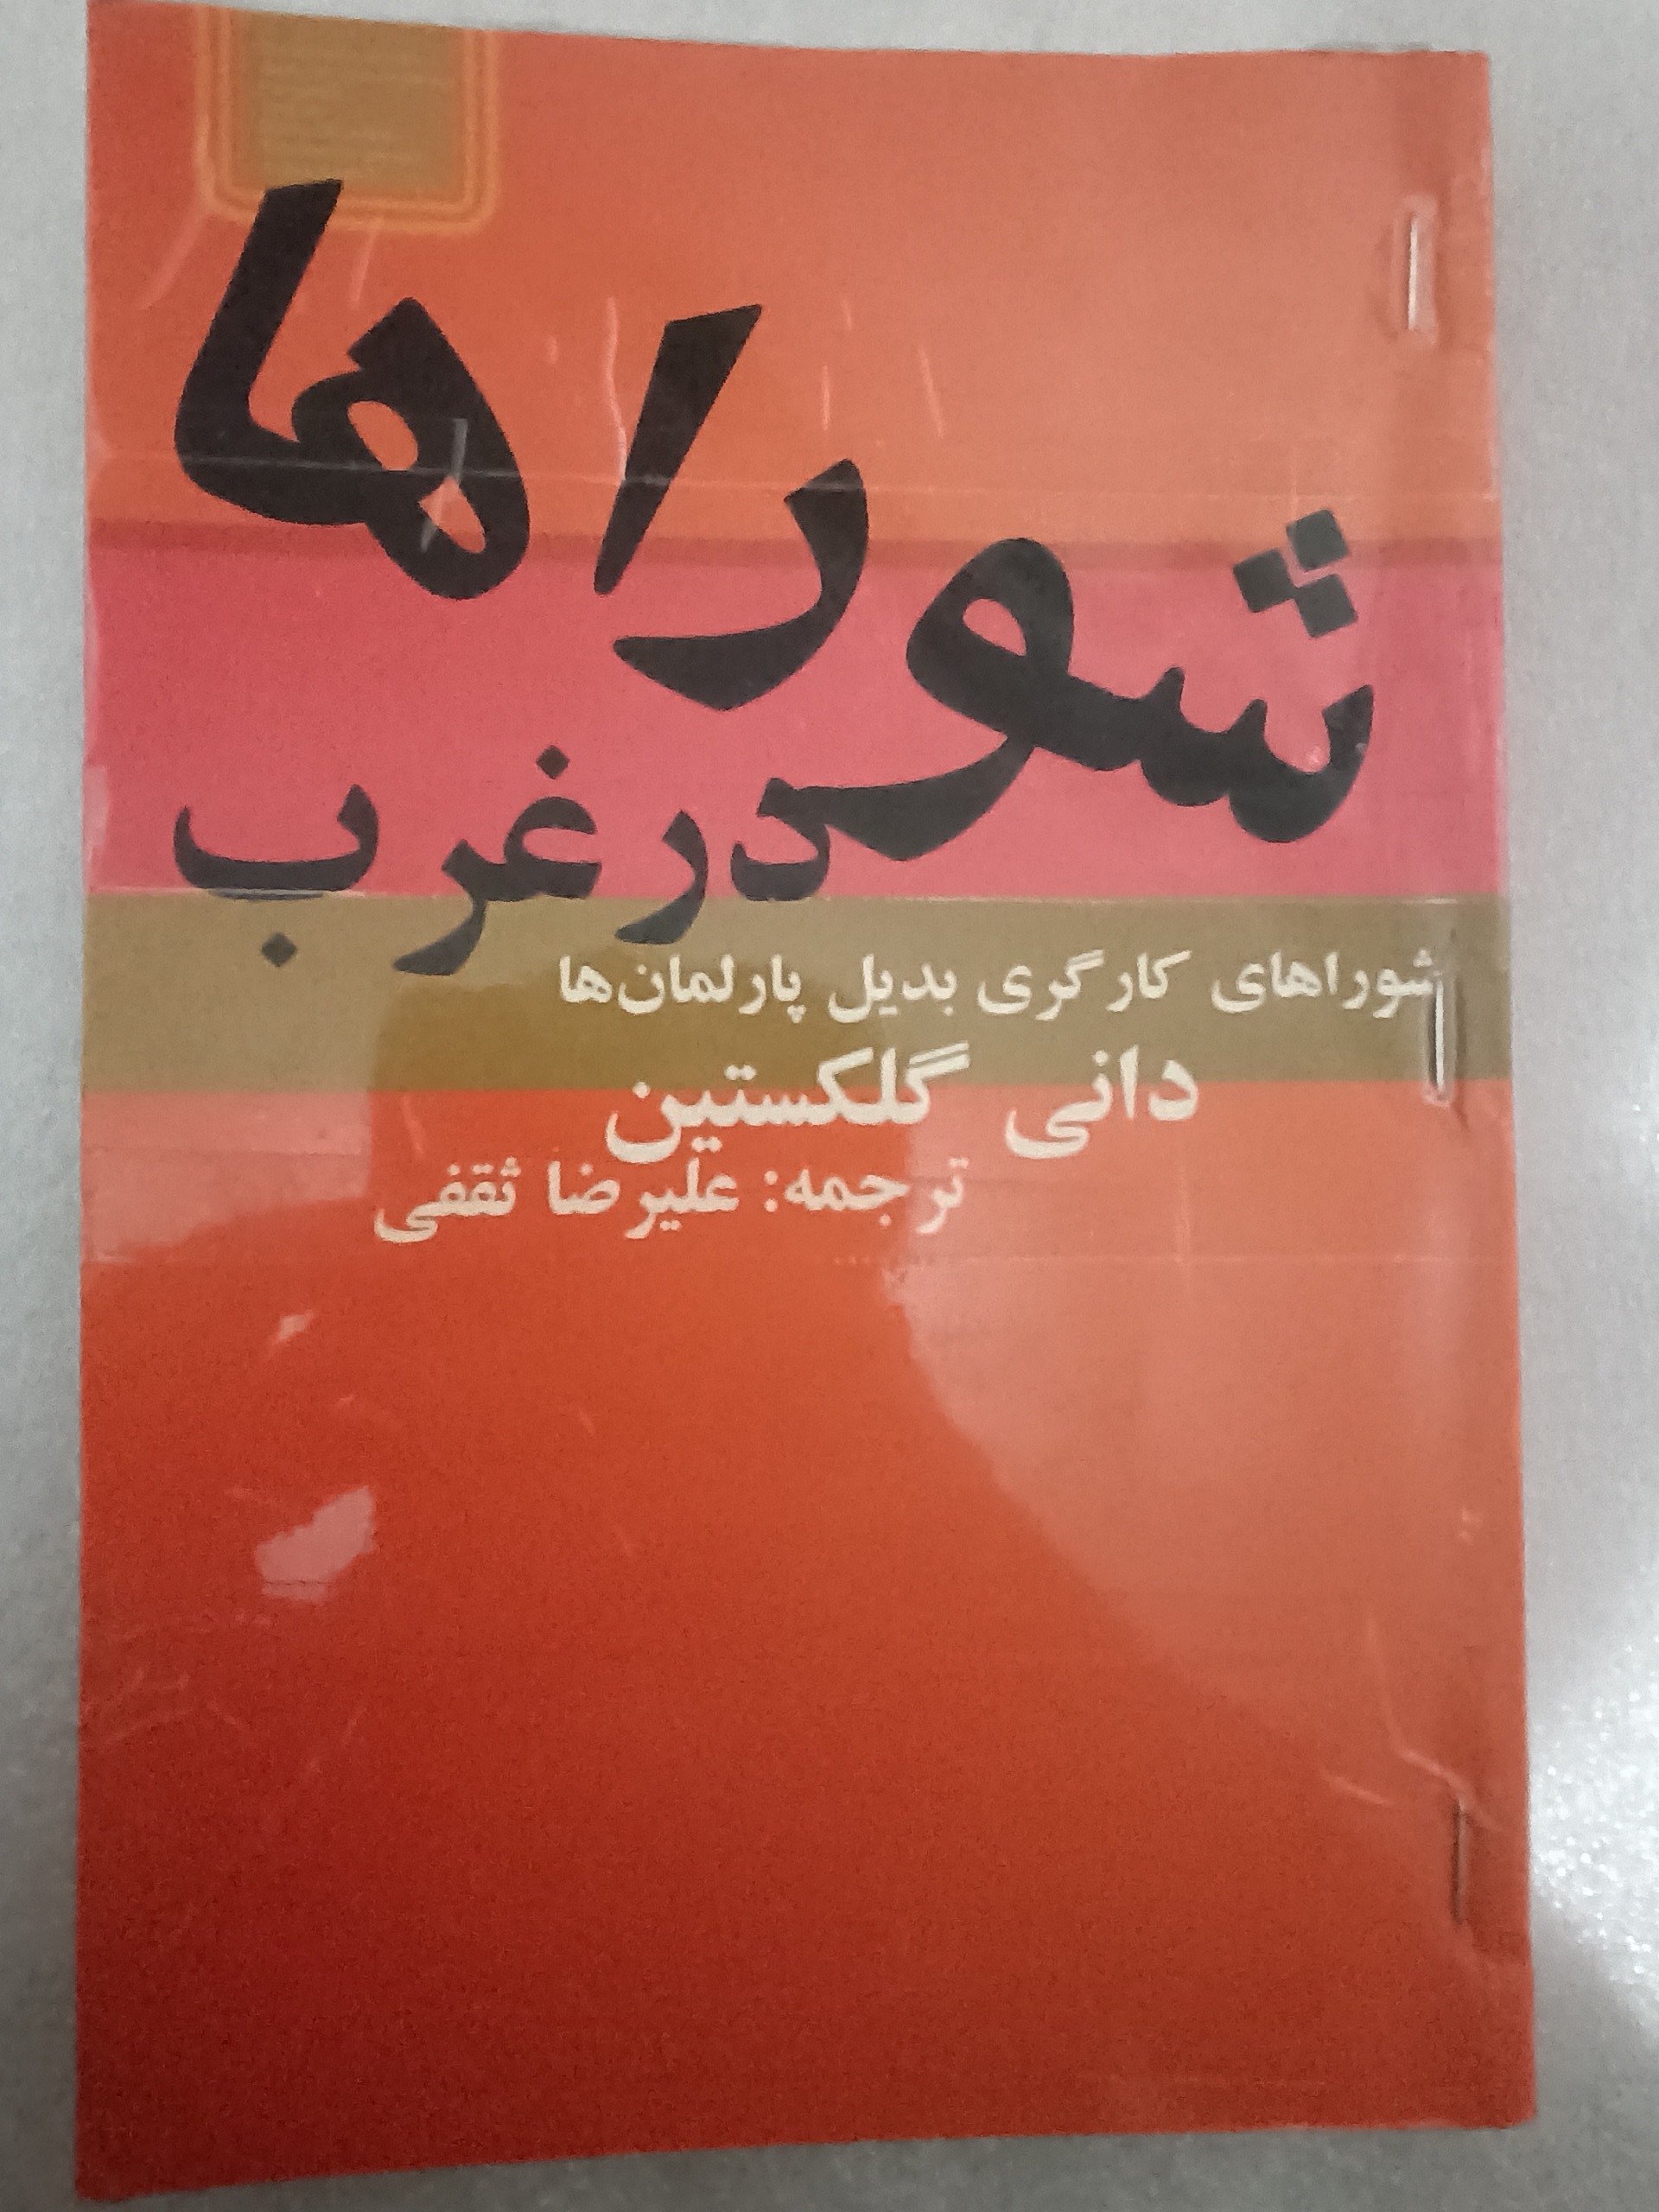 شوراها
در غرب
شوراهای کارگری بدیل پارلمان‌ها
دانی گلکستین
ترجمه: علیرضا ثقفی